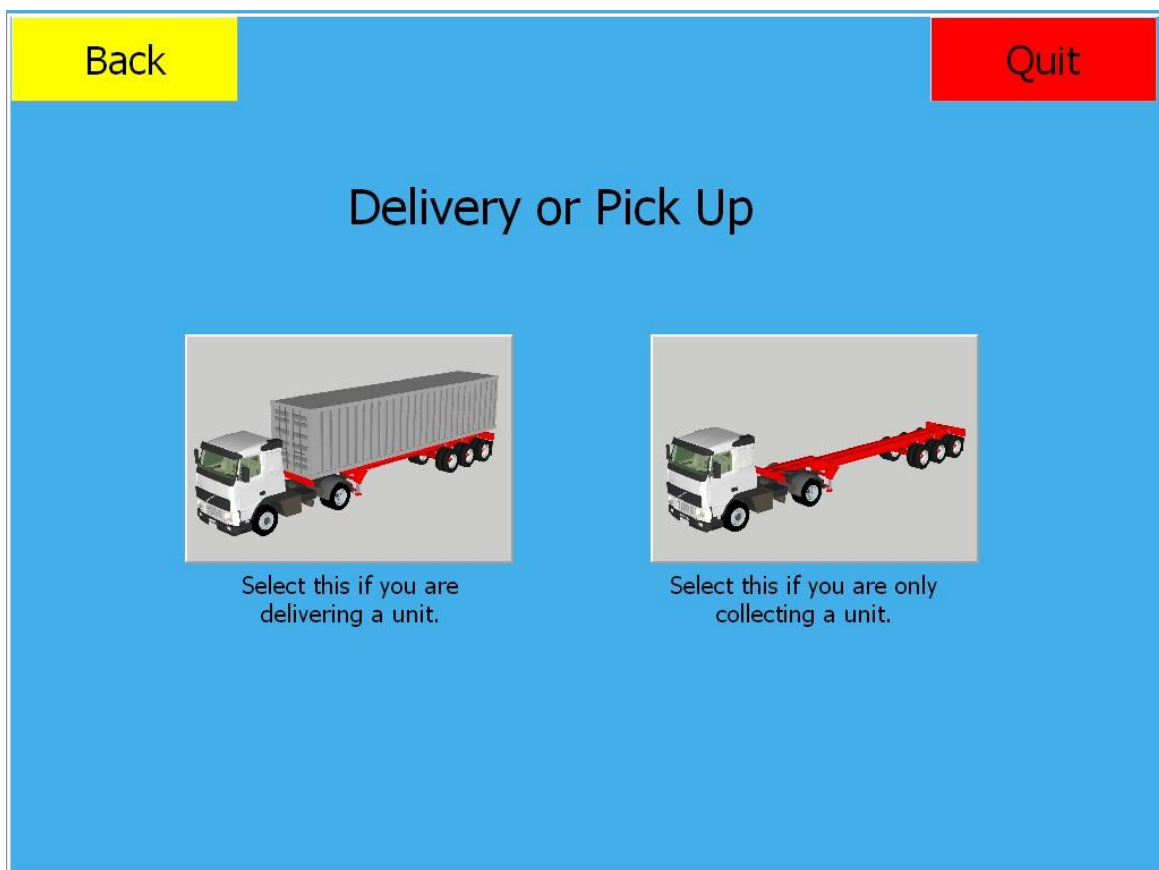 Back
Quit
Delivery or Pick Up
Select this if you are
delivering a unit.
Select this if you are only
collecting a unit.